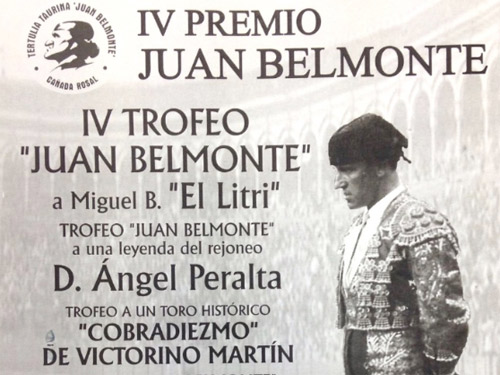 TERTULIA TAURINA "JUAN BELMONTE"
CAÑADA ROSAL
IV PREMIO
JUAN BELMONTE
IV TROFEO
"JUAN BELMONTE"
a Miguel B. "El Litri"
TROFEO "JUAN BELMONTE"
a una leyenda del rejoneo
D. Ángel Peralta
TROFEO A UN TORO HISTÓRICO
"COBRADIEZMO"
DE VICTORINO MARTÍN